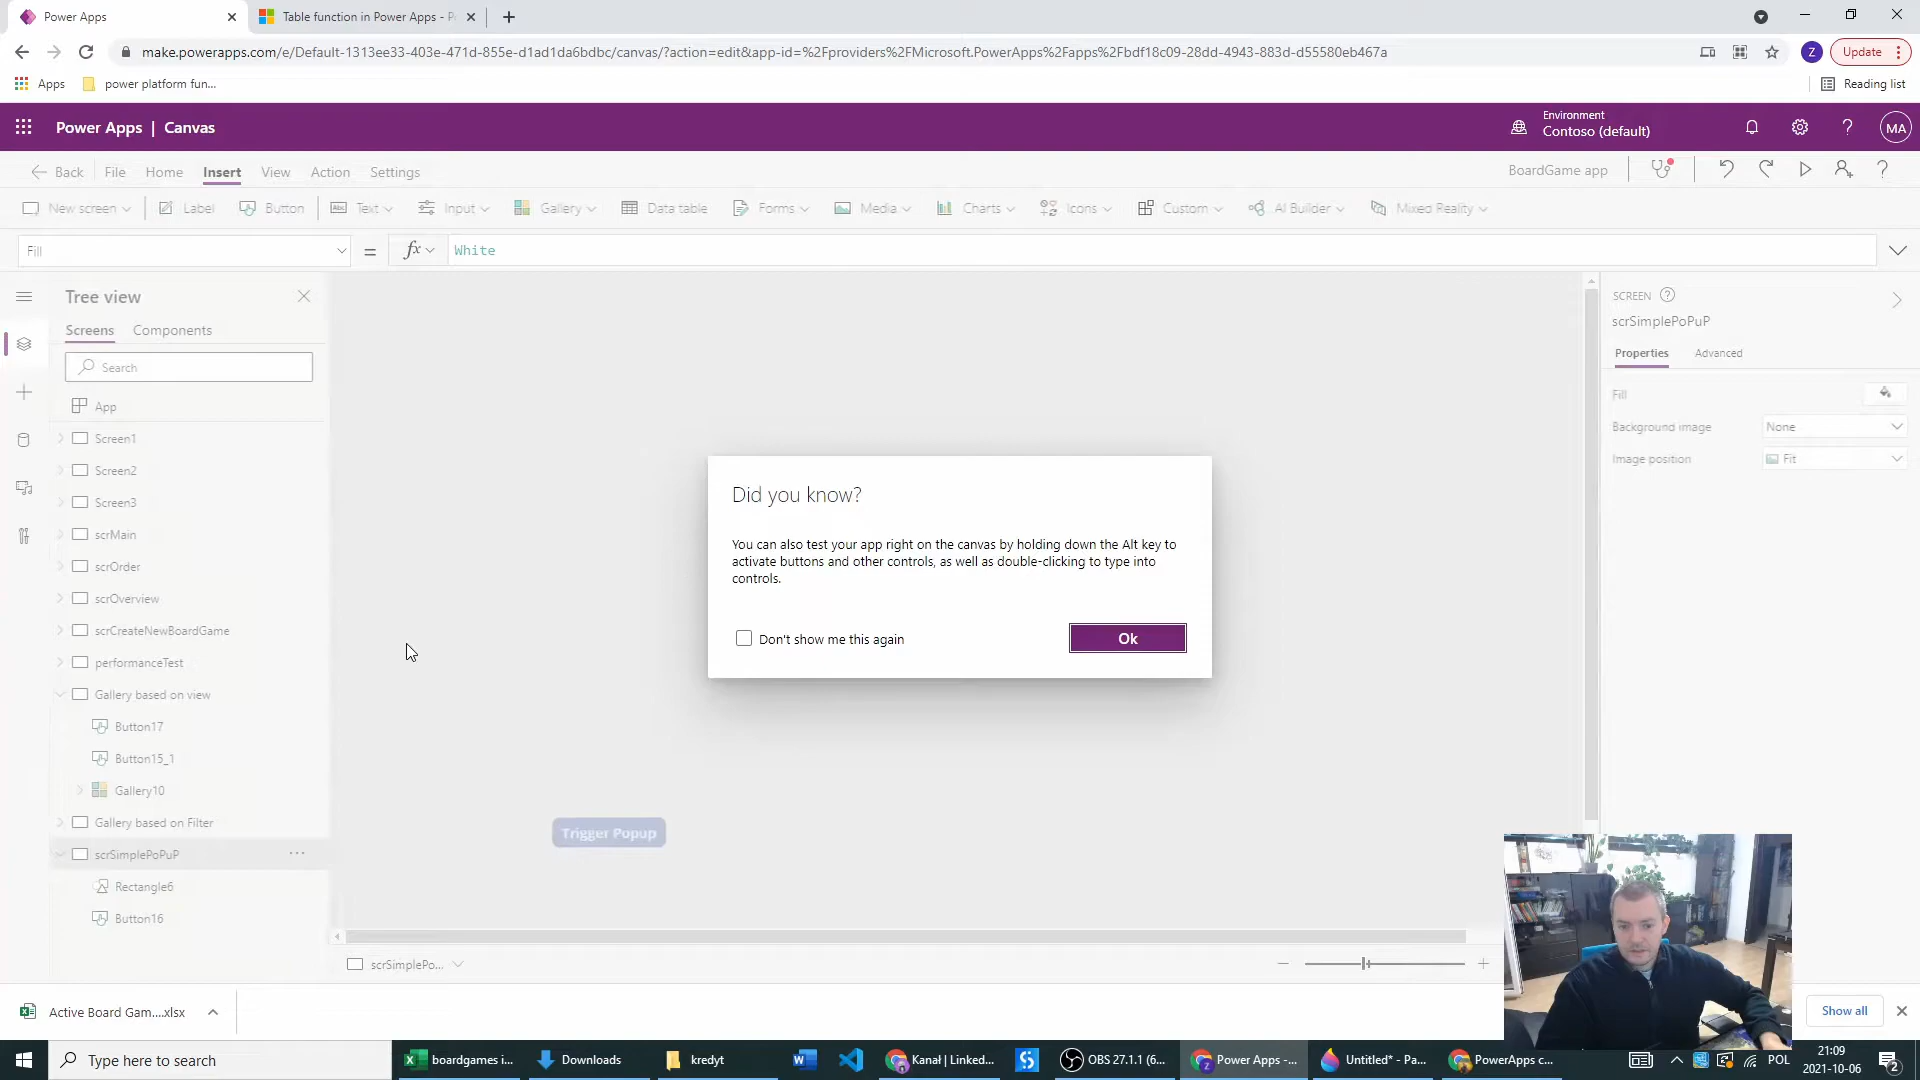 Power Apps
Table function in Power Apps - P
make.powerapps.com/e/Default-1313ee33-403e-471d-855e-d1ad1da6bdbc/canvas/?action=edit&app-id=%2Fproviders%2FMicrosoft.PowerApps%2Fapps%2Fbdf18c09-28dd-4943-883d-d55580eb467a
Z
Update
Apps
power platform fun...
Reading list
Power Apps | Canvas
Environment
Contoso (default)
MA
Back
File
Home
Insert
View
Action
Settings
BoardGame app
New screen
Label
Button
Text
Input
Gallery
Data table
Forms
Media
Charts
Icons
Custom
AI Builder
Mixed Reality
Fill
=
fx
White
Tree view
Screens
Components
Search
App
Screen1
Screen2
Screen3
scrMain
scrOrder
scrOverview
scrCreateNewBoardGame
performanceTest
Gallery based on view
Button17
Button15_1
Gallery10
Gallery based on Filter
scrSimplePoPuP
Rectangle6
Button16
Did you know?
You can also test your app right on the canvas by holding down the Alt key to
activate buttons and other controls, as well as double-clicking to type into
controls.
Don't show me this again
Ok
Trigger Popup
scrSimplePo...
SCREEN
scrSimplePoPuP
Properties
Advanced
Fill
Background image
None
Image position
Fit
Active Board Gam....xlsx
Show all
Type here to search
boardgames i...
Downloads
kredyt
Kanał | Linked...
OBS 27.1.1 (6...
Power Apps -...
Untitled* - Pa...
PowerApps c...
POL
21:09
2021-10-06
2